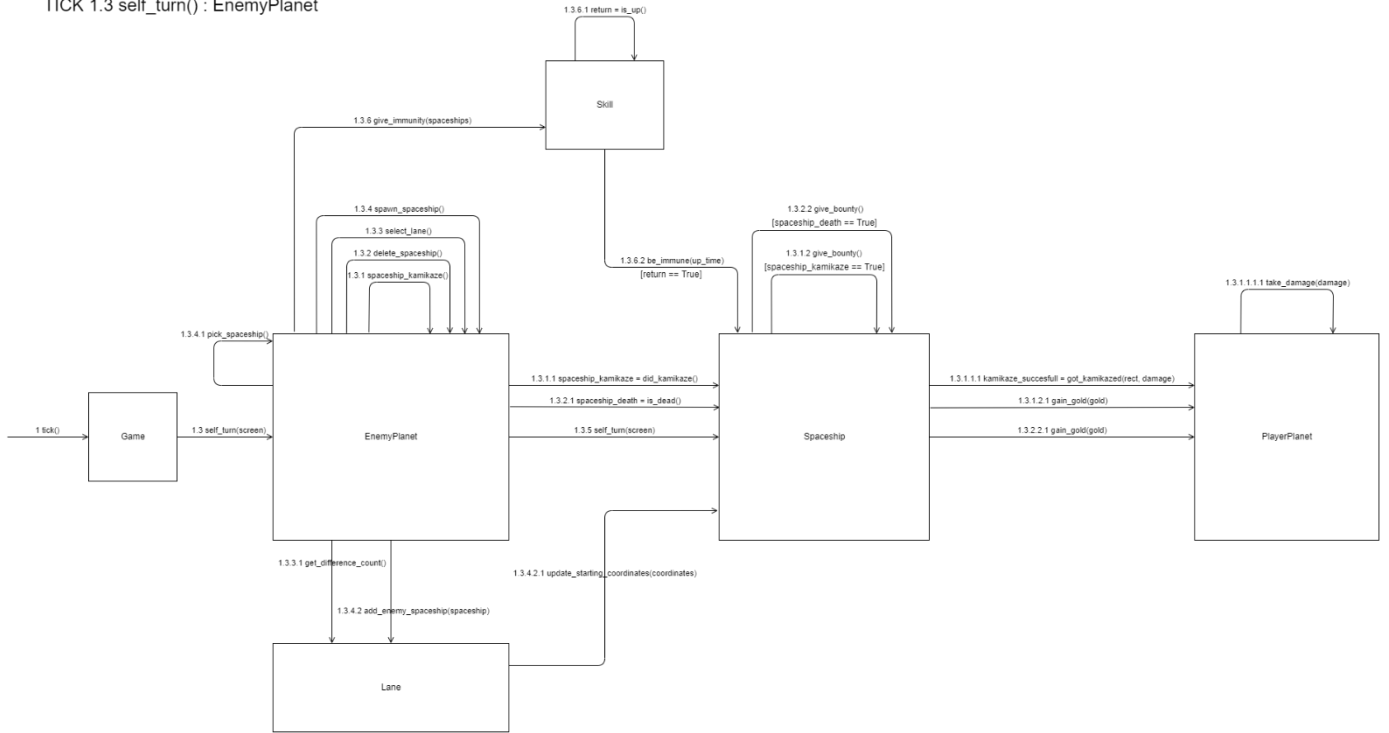 TICK 1.3 self_turn() : EnemyPlanet
1.3.6.1 return = is_up()
Skill
1.3.6 give_immunity(spaceships)
1.3.4 spawn_spaceship()
1.3.3 select_lane()
1.3.2 delete_spaceship()
1.3.1 spaceship_kamikaze()
1.3.6.2 be_immune(up_time)
[return == True]
1.3.2.2 give_bounty()
[spaceship_death == True]
1.3.1.2 give_bounty()
[spaceship_kamikaze == True]
1.3.1.1.1.1 take_damage(damage)
1.3.4.1 pick_spaceship()
1.3.1.1 spaceship_kamikaze = did_kamikaze()
1.3.1.1.1 kamikaze_succesfull = got_kamikazed(rect, damage)
1.3.2.1 spaceship_death = is_dead()
1.3.1.2.1 gain_gold(gold)
1 tick()
Game
1.3 self_turn(screen)
EnemyPlanet
1.3.5 self_turn(screen)
Spaceship
1.3.2.2.1 gain_gold(gold)
PlayerPlanet
1.3.3.1 get_difference_count()
1.3.4.2.1 update_starting_coordinates(coordinates)
1.3.4.2 add_enemy_spaceship(spaceship)
Lane